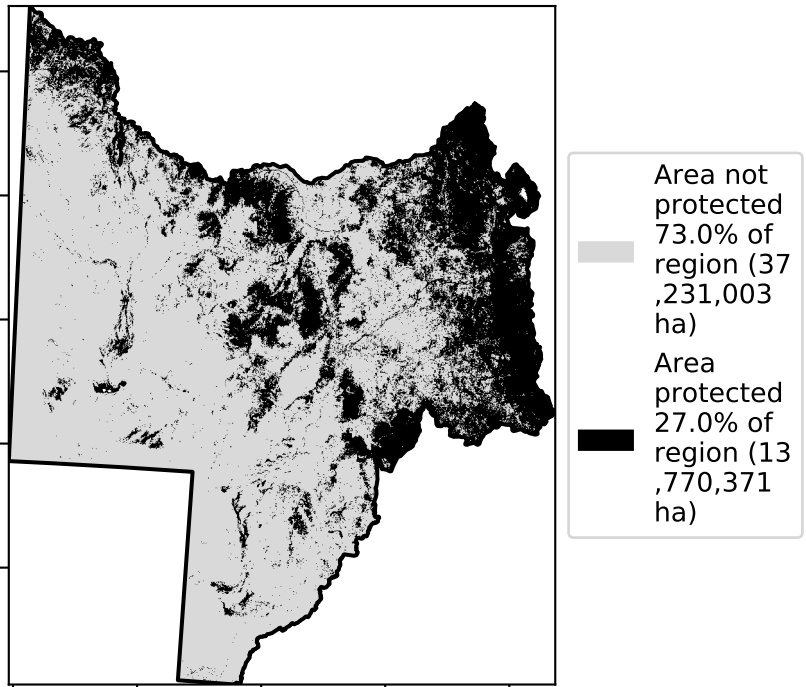 Area not
protected
73.0% of
region (37
,231,003
ha)
Area
protected
27.0% of
region (13
,770,371
ha)